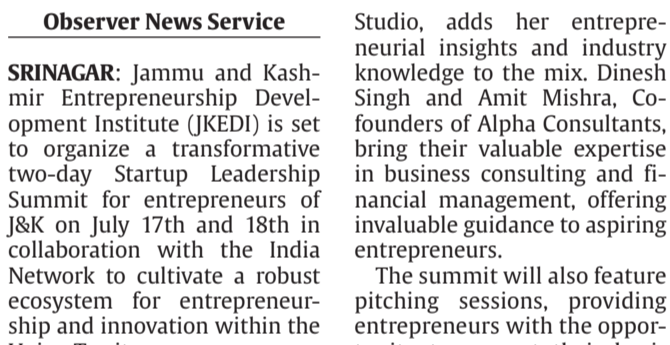 Observer News Service
SRINAGAR: Jammu and Kash-
mir Entrepreneurship Devel-
opment Institute (JKEDI) is set
to organize a transformative
two-day Startup Leadership
Summit for entrepreneurs of
J&K on July 17th and 18th in
collaboration with the India
Network to cultivate a robust
ecosystem for entrepreneur-
ship and innovation within the
Studio, adds her entrepre-
neurial insights and industry
knowledge to the mix. Dinesh
Singh and Amit Mishra, Co-
founders of Alpha Consultants,
bring their valuable expertise
in business consulting and fi-
nancial management, offering
invaluable guidance to aspiring
entrepreneurs.
The summit will also feature
pitching sessions, providing
entrepreneurs with the oppor-